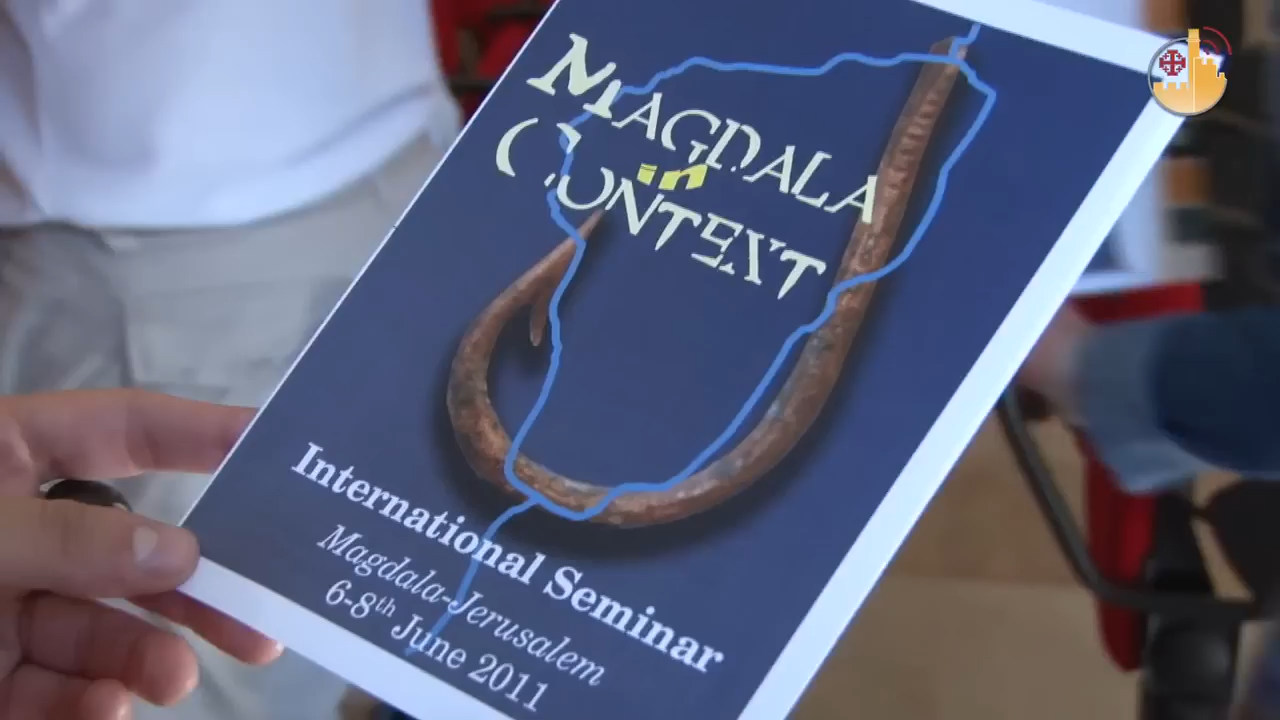 MAGDALA
in
CONTEXT
International Seminar
Magdala-Jerusalem
6-8th June 2011